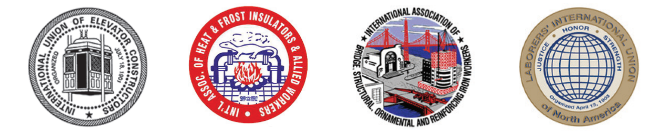 INTERNATIONAL UNION OF ELEVATOR CONSTRUCTORS
ORGANIZED
JULY 18, 1901
INT'L ASSOC. OF HEAT & FROST INSULATORS & ALLIED WORKERS
INTERNATIONAL ASSOCIATION OF
BRIDGE, STRUCTURAL, ORNAMENTAL AND REINFORCING IRON WORKERS
LABORERS' INTERNATIONAL UNION
of North America
JUSTICE • HONOR • STRENGTH
Organized April 13, 1903